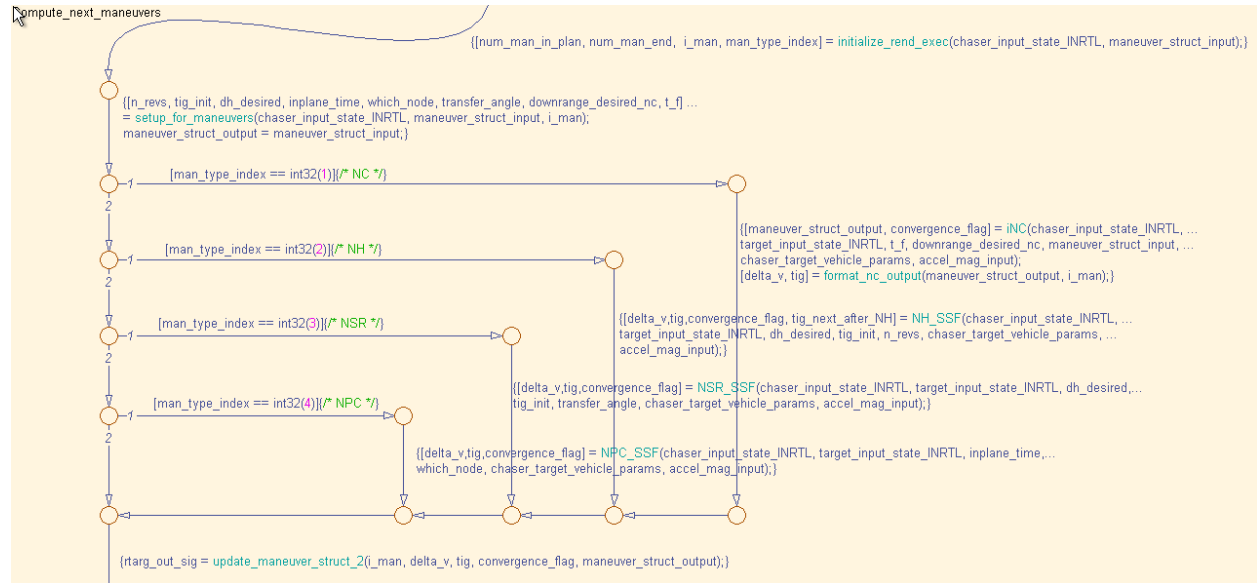 compute_next_maneuvers
{[num_man_in_plan, num_man_end, i_man, man_type_index] = initialize_rend_exec(chaser_input_state_INRTL, maneuver_struct_input);}
{[n_revs, tig_init, dh_desired, inplane_time, which_node, transfer_angle, downrange_desired_nc, t_f] ...
= setup_for_maneuvers(chaser_input_state_INRTL, maneuver_struct_input, i_man);
maneuver_struct_output = maneuver_struct_input;}
1
[man_type_index == int32(1)]{/* NC */}
2
{[maneuver_struct_output, convergence_flag] = iNC(chaser_input_state_INRTL, ...
target_input_state_INRTL, t_f, downrange_desired_nc, maneuver_struct_input, ...
chaser_target_vehicle_params, accel_mag_input);
[delta_v, tig] = format_nc_output(maneuver_struct_output, i_man);}
1
[man_type_index == int32(2)]{/* NH */}
2
{[delta_v,tig,convergence_flag, tig_next_after_NH] = NH_SSF(chaser_input_state_INRTL, ...
target_input_state_INRTL, dh_desired, tig_init, n_revs, chaser_target_vehicle_params, ...
accel_mag_input);}
1
[man_type_index == int32(3)]{/* NSR */}
2
{[delta_v,tig,convergence_flag] = NSR_SSF(chaser_input_state_INRTL, target_input_state_INRTL, dh_desired,...
tig_init, transfer_angle, chaser_target_vehicle_params, accel_mag_input);}
1
[man_type_index == int32(4)]{/* NPC */}
2
{[delta_v,tig,convergence_flag] = NPC_SSF(chaser_input_state_INRTL, target_input_state_INRTL, inplane_time,...
which_node, chaser_target_vehicle_params, accel_mag_input);}
{rtarg_out_sig = update_maneuver_struct_2(i_man, delta_v, tig, convergence_flag, maneuver_struct_output);}